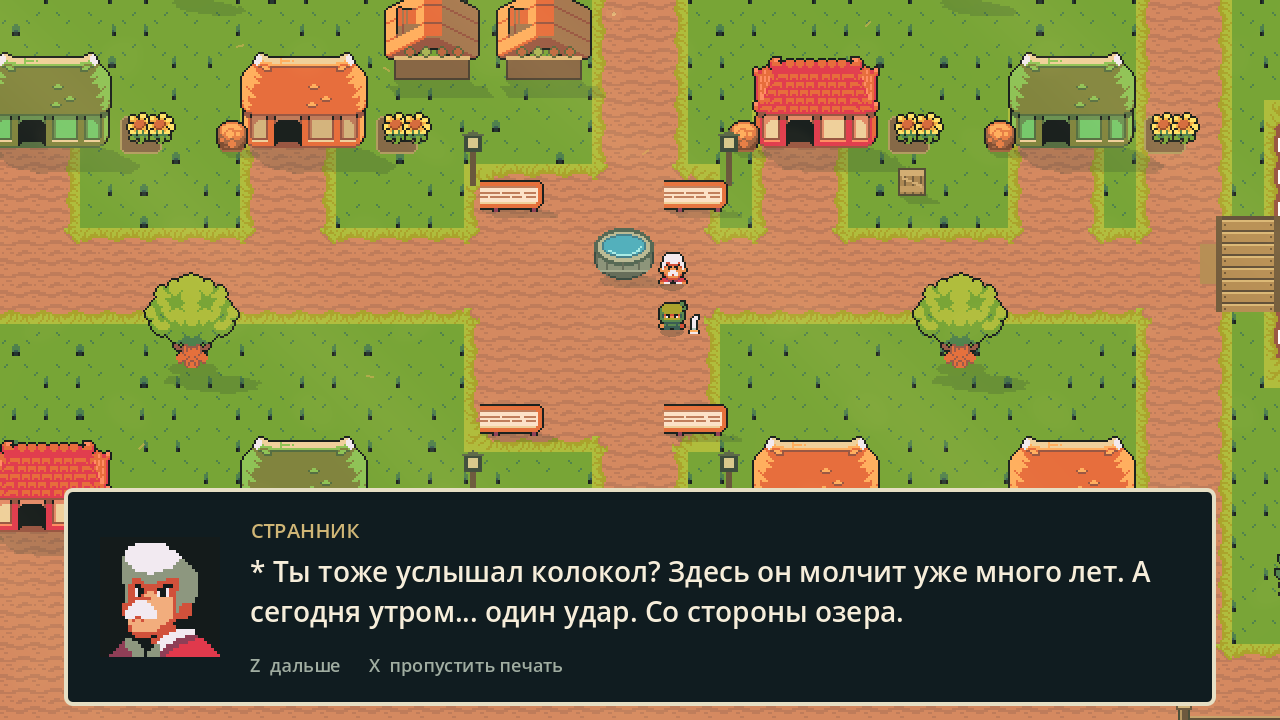 СТРАННИК
* Ты тоже услышал колокол? Здесь он молчит уже много лет. А
сегодня утром... один удар. Со стороны озера.
Z дальше X пропустить печать